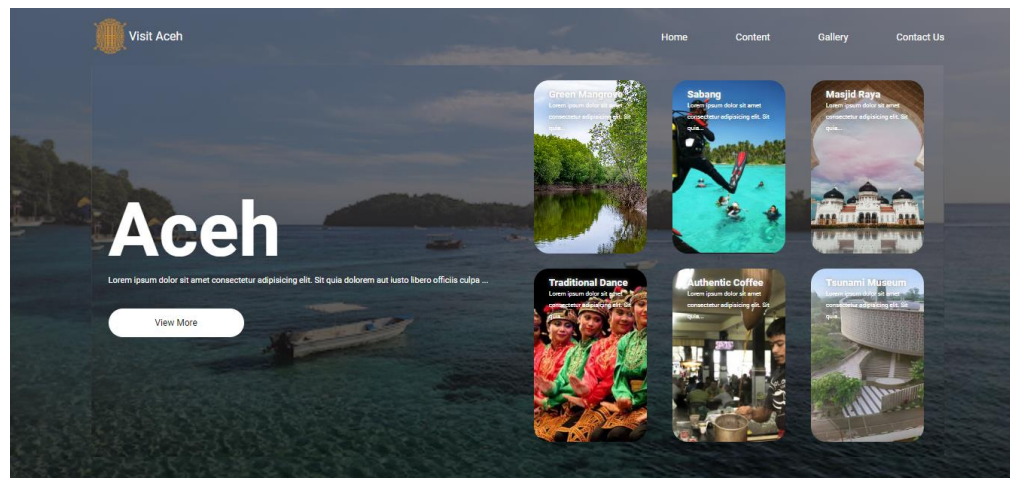 Visit Aceh
Home
Content
Gallery
Contact Us
Aceh
Lorem ipsum dolor sit amet consectetur adipisicing elit. Sit quia dolorem aut iusto libero officiis culpa ...
View More
Green Mangrove
Lorem ipsum dolor sit amet
consectetur adipisicing elit. Sit
quia...
Sabang
Lorem ipsum dolor sit amet
consectetur adipisicing elit. Sit
quia...
Masjid Raya
Lorem ipsum dolor sit amet
consectetur adipisicing elit. Sit
quia...
Traditional Dance
Lorem ipsum dolor sit amet
consectetur adipisicing elit. Sit
quia...
Authentic Coffee
Lorem ipsum dolor sit amet
consectetur adipisicing elit. Sit
quia...
Tsunami Museum
Lorem ipsum dolor sit amet
consectetur adipisicing elit. Sit
quia...